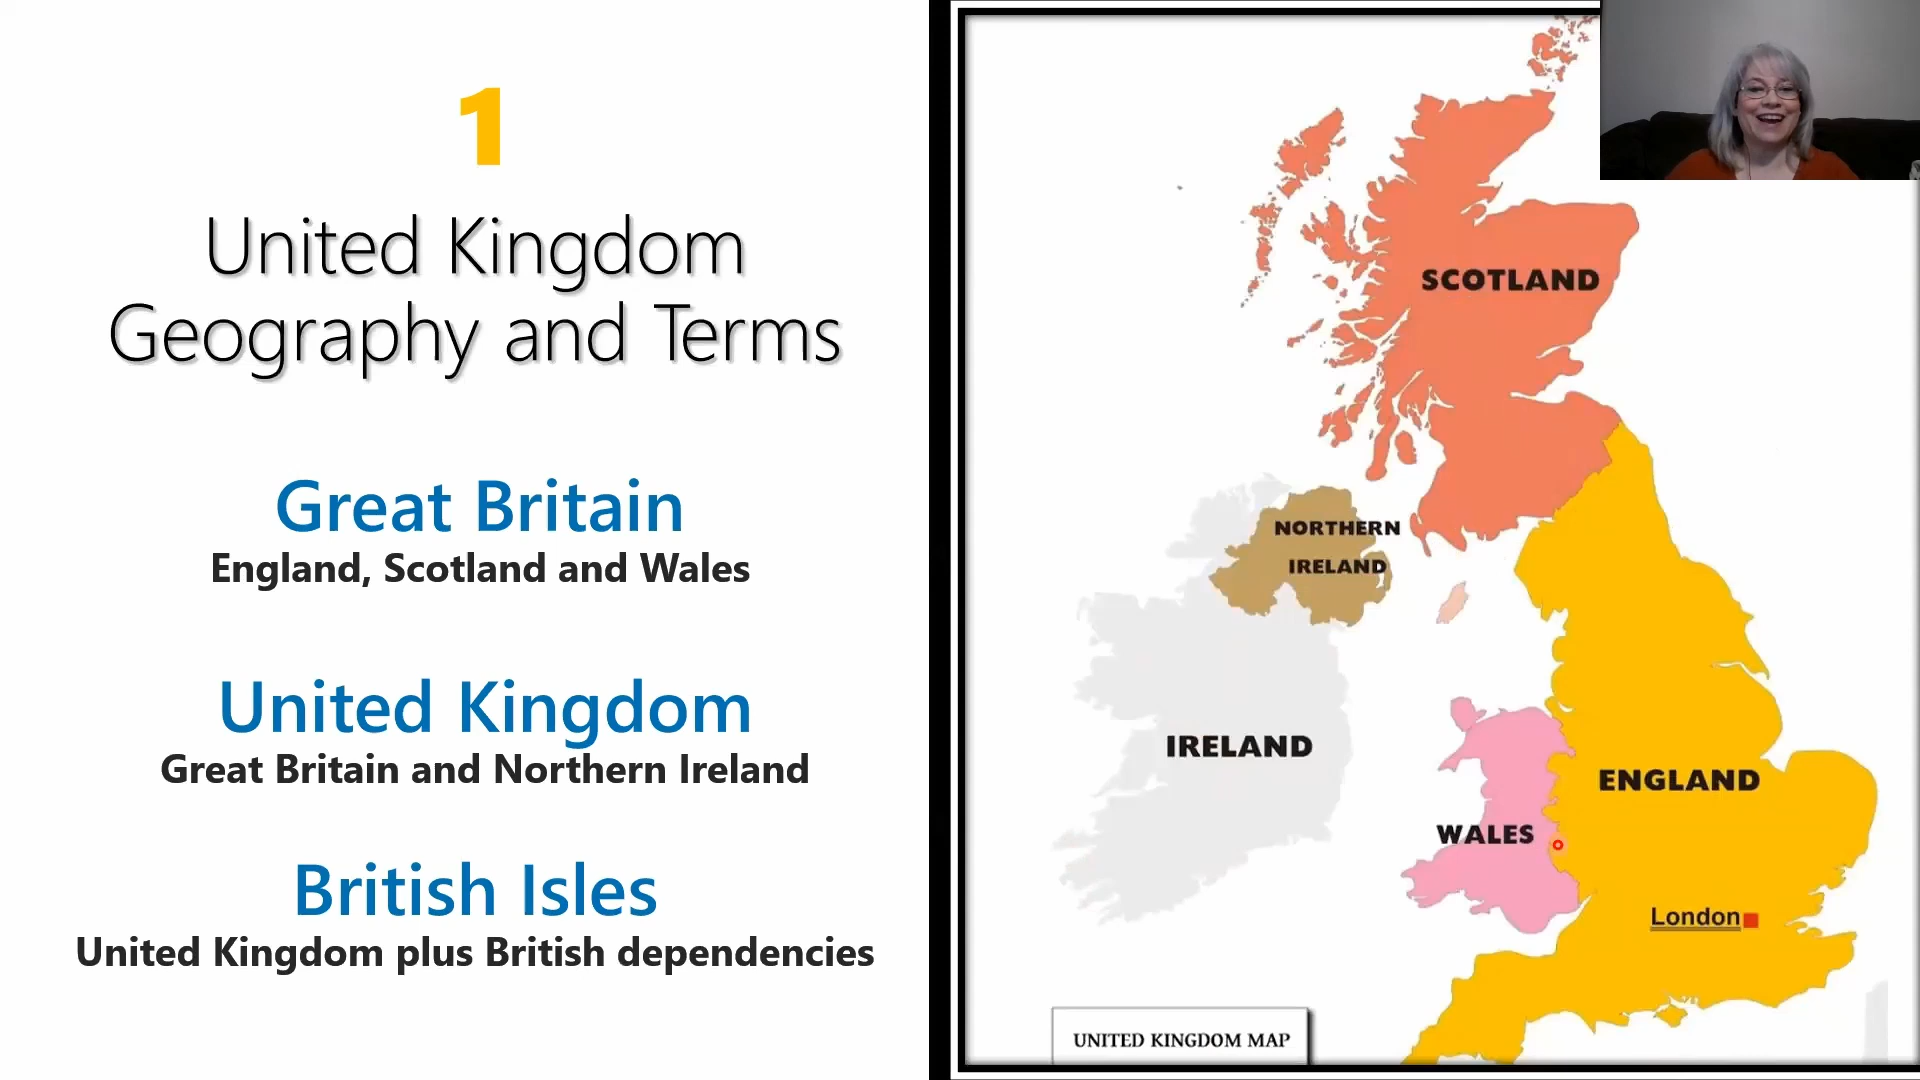 1
United Kingdom
Geography and Terms
Great Britain
England, Scotland and Wales
United Kingdom
Great Britain and Northern Ireland
British Isles
United Kingdom plus British dependencies
SCOTLAND
NORTHERN
IRELAND
IRELAND
ENGLAND
WALES
London
UNITED KINGDOM MAP